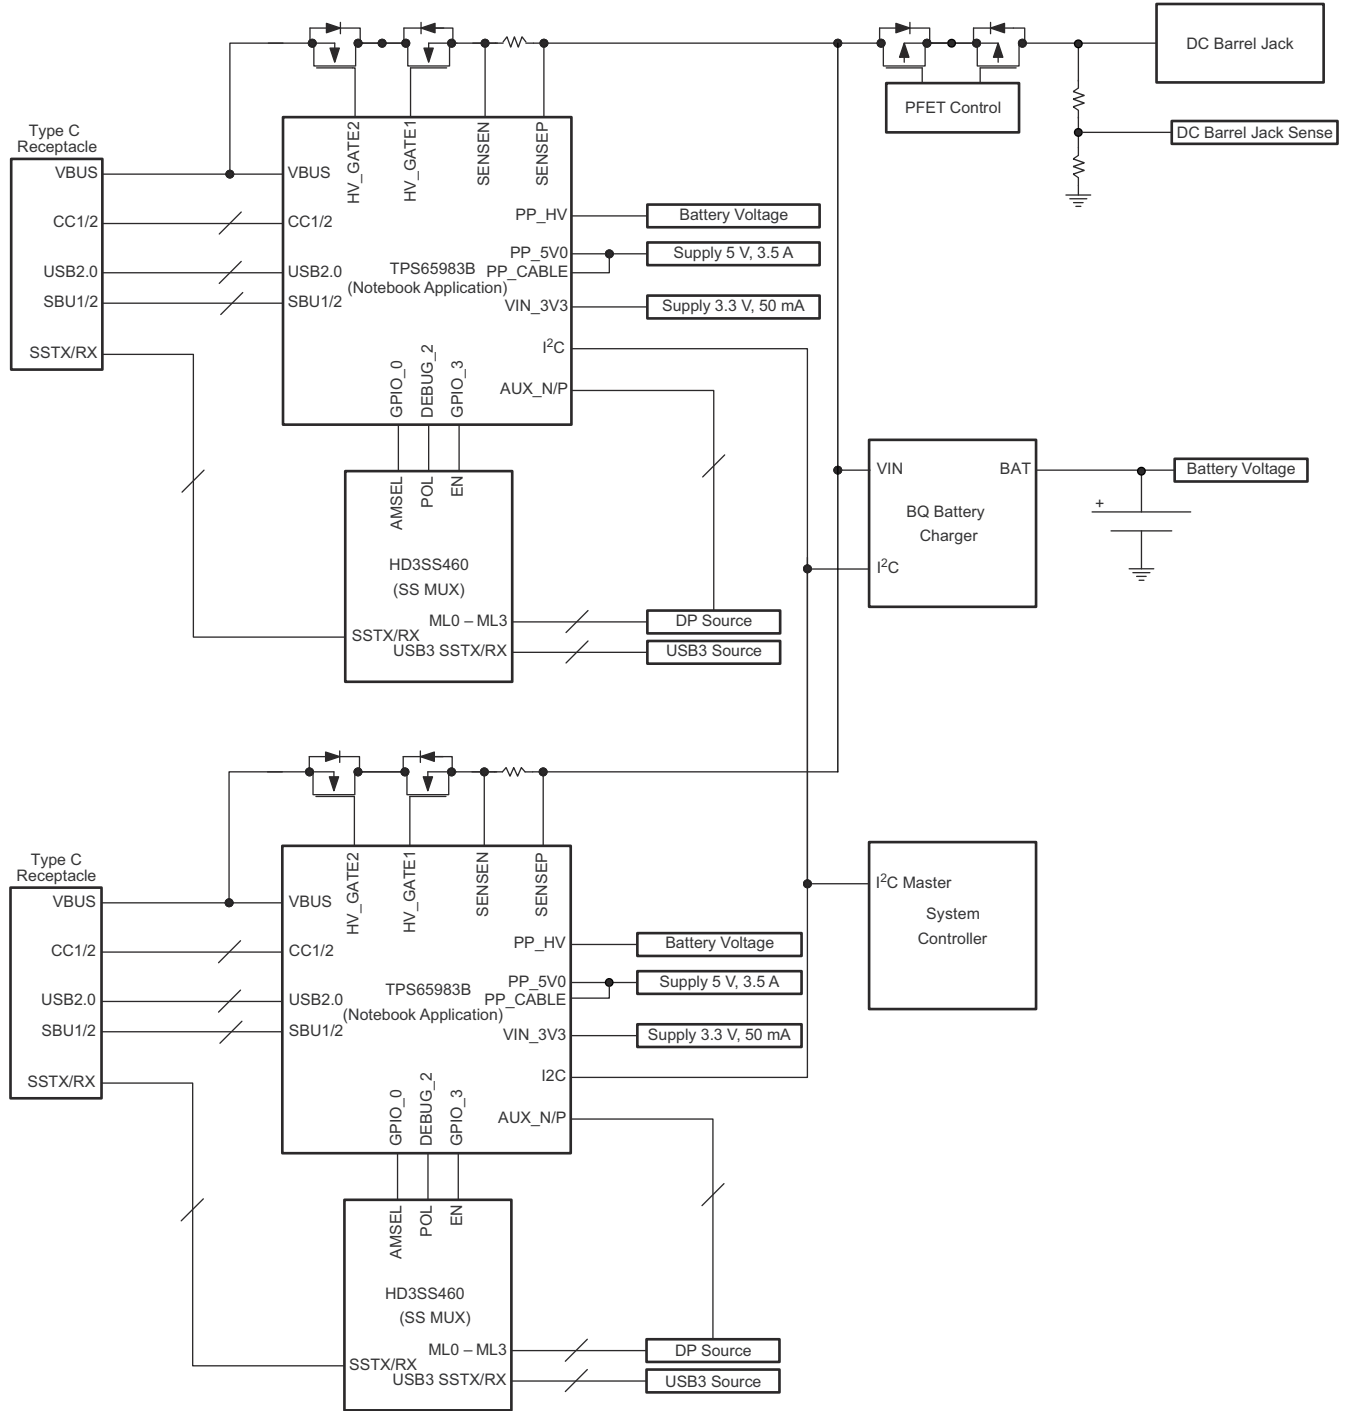 DC Barrel Jack
PFET Control
DC Barrel Jack Sense
Type C
Receptacle
VBUS
CC1/2
USB2.0
SBU1/2
SSTX/RX
HV_GATE2
HV_GATE1
SENSEN
SENSEP
VBUS
CC1/2
USB2.0
SBU1/2
TPS65983B
(Notebook Application)
PP_HV
PP_5V0
PP_CABLE
VIN_3V3
I²C
AUX_N/P
GPIO_0
DEBUG_2
GPIO_3
Battery Voltage
Supply 5 V, 3.5 A
Supply 3.3 V, 50 mA
AMSEL
POL
EN
HD3SS460
(SS MUX)
ML0 – ML3
SSTX/RX
USB3 SSTX/RX
DP Source
USB3 Source
VIN
BAT
BQ Battery
Charger
I²C
Battery Voltage
+
Type C
Receptacle
VBUS
CC1/2
USB2.0
SBU1/2
SSTX/RX
HV_GATE2
HV_GATE1
SENSEN
SENSEP
VBUS
CC1/2
USB2.0
SBU1/2
TPS65983B
(Notebook Application)
PP_HV
PP_5V0
PP_CABLE
VIN_3V3
I2C
AUX_N/P
GPIO_0
DEBUG_2
GPIO_3
Battery Voltage
Supply 5 V, 3.5 A
Supply 3.3 V, 50 mA
I²C Master
System
Controller
AMSEL
POL
EN
HD3SS460
(SS MUX)
ML0 – ML3
SSTX/RX
USB3 SSTX/RX
DP Source
USB3 Source